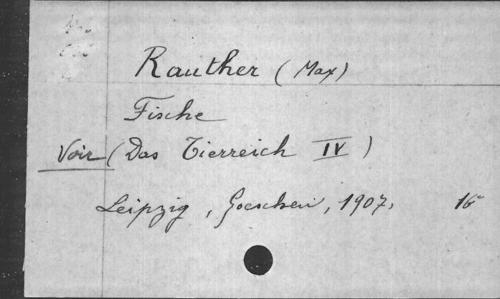 Rauther (Max)
Fische
Voir (Das Tierreich IV)
Leipzig, Goeschen, 1907. 16°